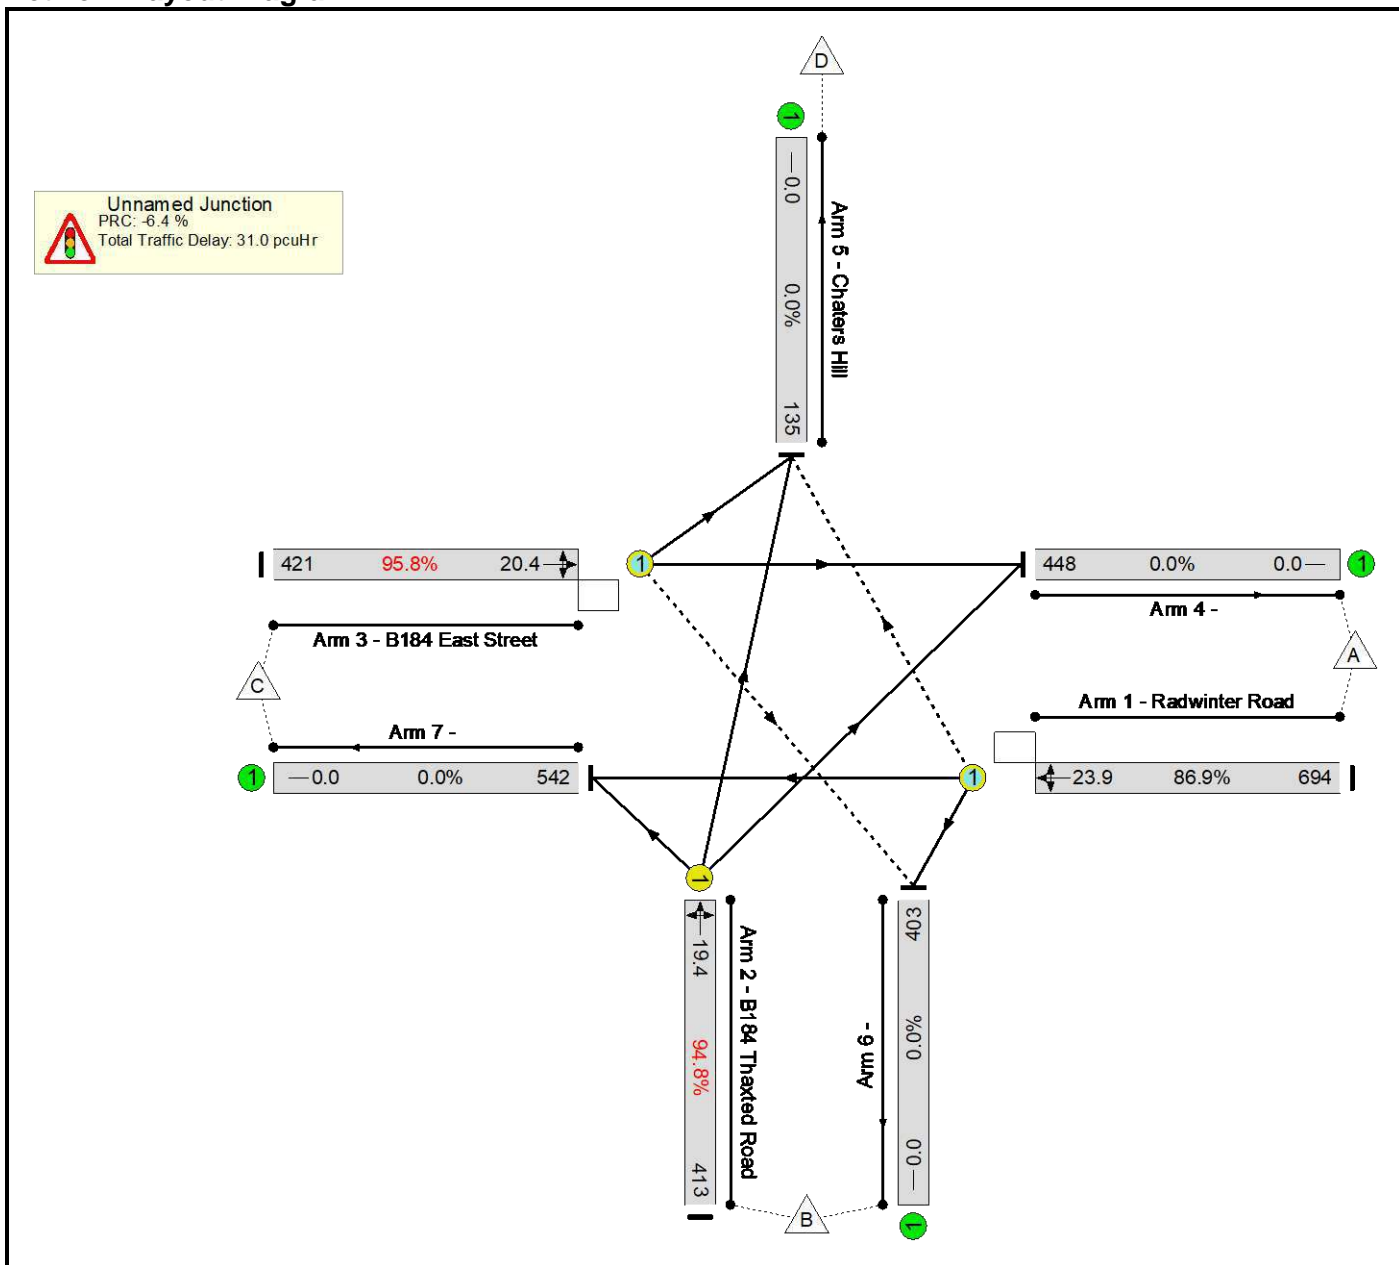 D
1
0.0
0.0%
135
Arm 5 - Chaters Hill
Unnamed Junction
PRC: -6.4 %
Total Traffic Delay: 31.0 pcuHr
421 95.8% 20.4
1
448 0.0% 0.0
1
Arm 3 - B184 East Street
Arm 4 -
C
A
Arm 7 -
Arm 1 - Radwinter Road
1
0.0 0.0% 542
1
23.9 86.9% 694
1
19.4
94.8%
413
Arm 2 - B184 Thaxted Road
Arm 6 -
403
0.0%
0.0
B
1